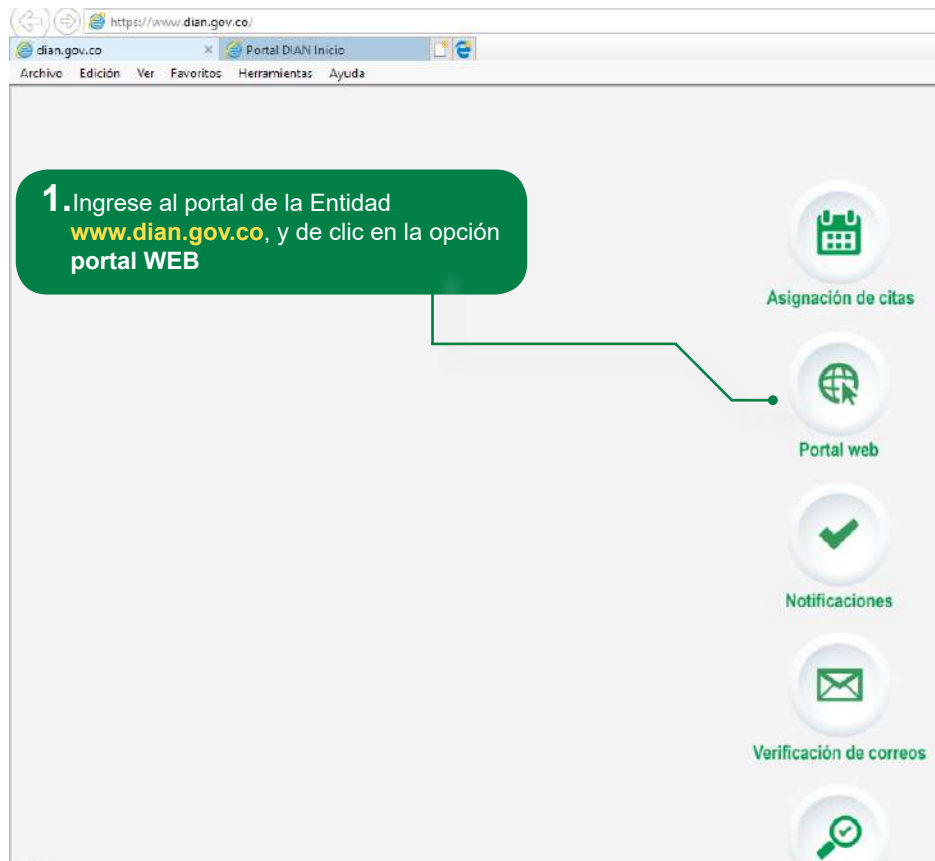 https://www.dian.gov.co/
dian.gov.co
Portal DIAN Inicio
Archivo Edición Ver Favoritos Herramientas Ayuda
1.Ingrese al portal de la Entidad
www.dian.gov.co, y de clic en la opción
portal WEB
Asignación de citas
Portal web
Notificaciones
Verificación de correos